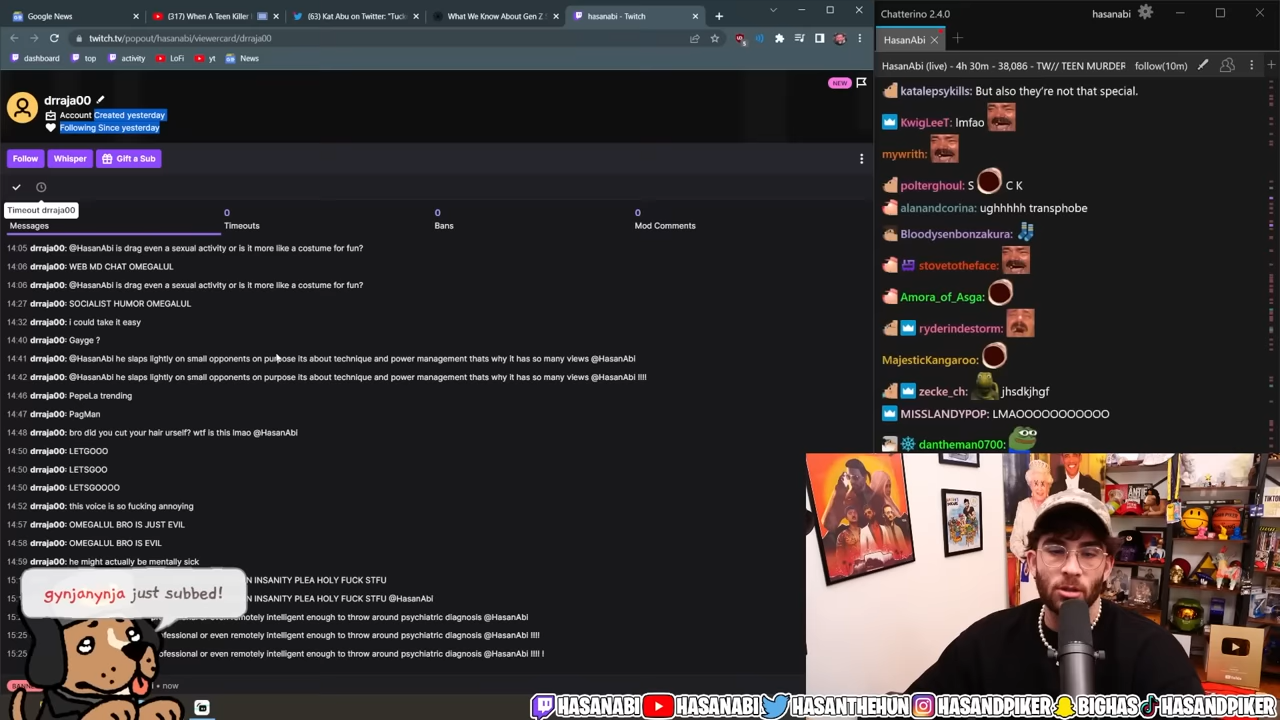 Google News
(317) When A Teen Killer
(63) Kat Abu on Twitter: "Tuck
What We Know About Gen Z
hasanabi - Twitch
twitch.tv/popout/hasanabi/viewercard/drraja00
dashboard
top
activity
LoFi
yt
News
NEW
drraja00
Account Created yesterday
Following Since yesterday
Follow
Whisper
Gift a Sub
Timeout drraja00
Messages
0
Timeouts
0
Bans
0
Mod Comments
14:05 drraja00: @HasanAbi is drag even a sexual activity or is it more like a costume for fun?
14:06 drraja00: WEB MD CHAT OMEGALUL
14:06 drraja00: @HasanAbi is drag even a sexual activity or is it more like a costume for fun?
14:27 drraja00: SOCIALIST HUMOR OMEGALUL
14:32 drraja00: i could take it easy
14:40 drraja00: Gayge ?
14:41 drraja00: @HasanAbi he slaps lightly on small opponents on purpose its about technique and power management thats why it has so many views @HasanAbi
14:42 drraja00: @HasanAbi he slaps lightly on small opponents on purpose its about technique and power management thats why it has so many views @HasanAbi !!!!
14:46 drraja00: PepeLa trending
14:47 drraja00: PagMan
14:48 drraja00: bro did you cut your hair urself? wtf is this lmao @HasanAbi
14:50 drraja00: LETGOOO
14:50 drraja00: LETSGOO
14:50 drraja00: LETSGOOOO
14:52 drraja00: this voice is so fucking annoying
14:57 drraja00: OMEGALUL BRO IS JUST EVIL
14:58 drraja00: OMEGALUL BRO IS EVIL
14:59 drraja00: he might actually be mentally sick
INSANITY PLEA HOLY FUCK STFU
INSANITY PLEA HOLY FUCK STFU @HasanAbi
or even remotely intelligent enough to throw around psychiatric diagnosis @HasanAbi
15:25 or even remotely intelligent enough to throw around psychiatric diagnosis @HasanAbi !!!!
15:25 or even remotely intelligent enough to throw around psychiatric diagnosis @HasanAbi !!!! !
• now
gynjanynja just subbed!
Chatterino 2.4.0
hasanabi
HasanAbi
HasanAbi (live) - 4h 30m - 38,086 - TW// TEEN MURDER
follow(10m)
katalepsykills: But also they're not that special.
KwigLeeT: lmfao
mywrith:
polterghoul: S C K
alanandcorina: ughhhhh transphobe
Bloodysenbonzakura:
stovetotheface:
Amora_of_Asga:
ryderindestorm:
MajesticKangaroo:
zecke_ch: jhsdkjhgf
MISSLANDYPOP: LMAOOOOOOOOOO
dantheman0700:
HASANABI
HASANABI
HASANTHEHUN
HASANDPIKER
BIGHAS
HASANDPIKER